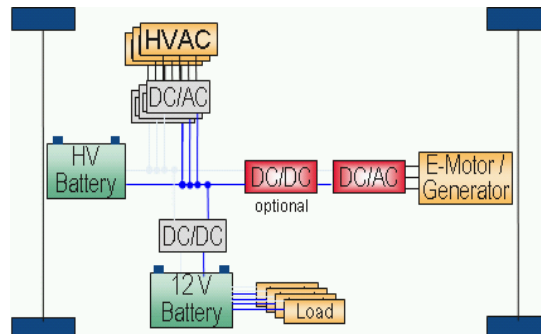 HVAC
DC/AC
HV
Battery
DC/DC
optional
DC/AC
E-Motor /
Generator
DC/DC
12 V
Battery
Load